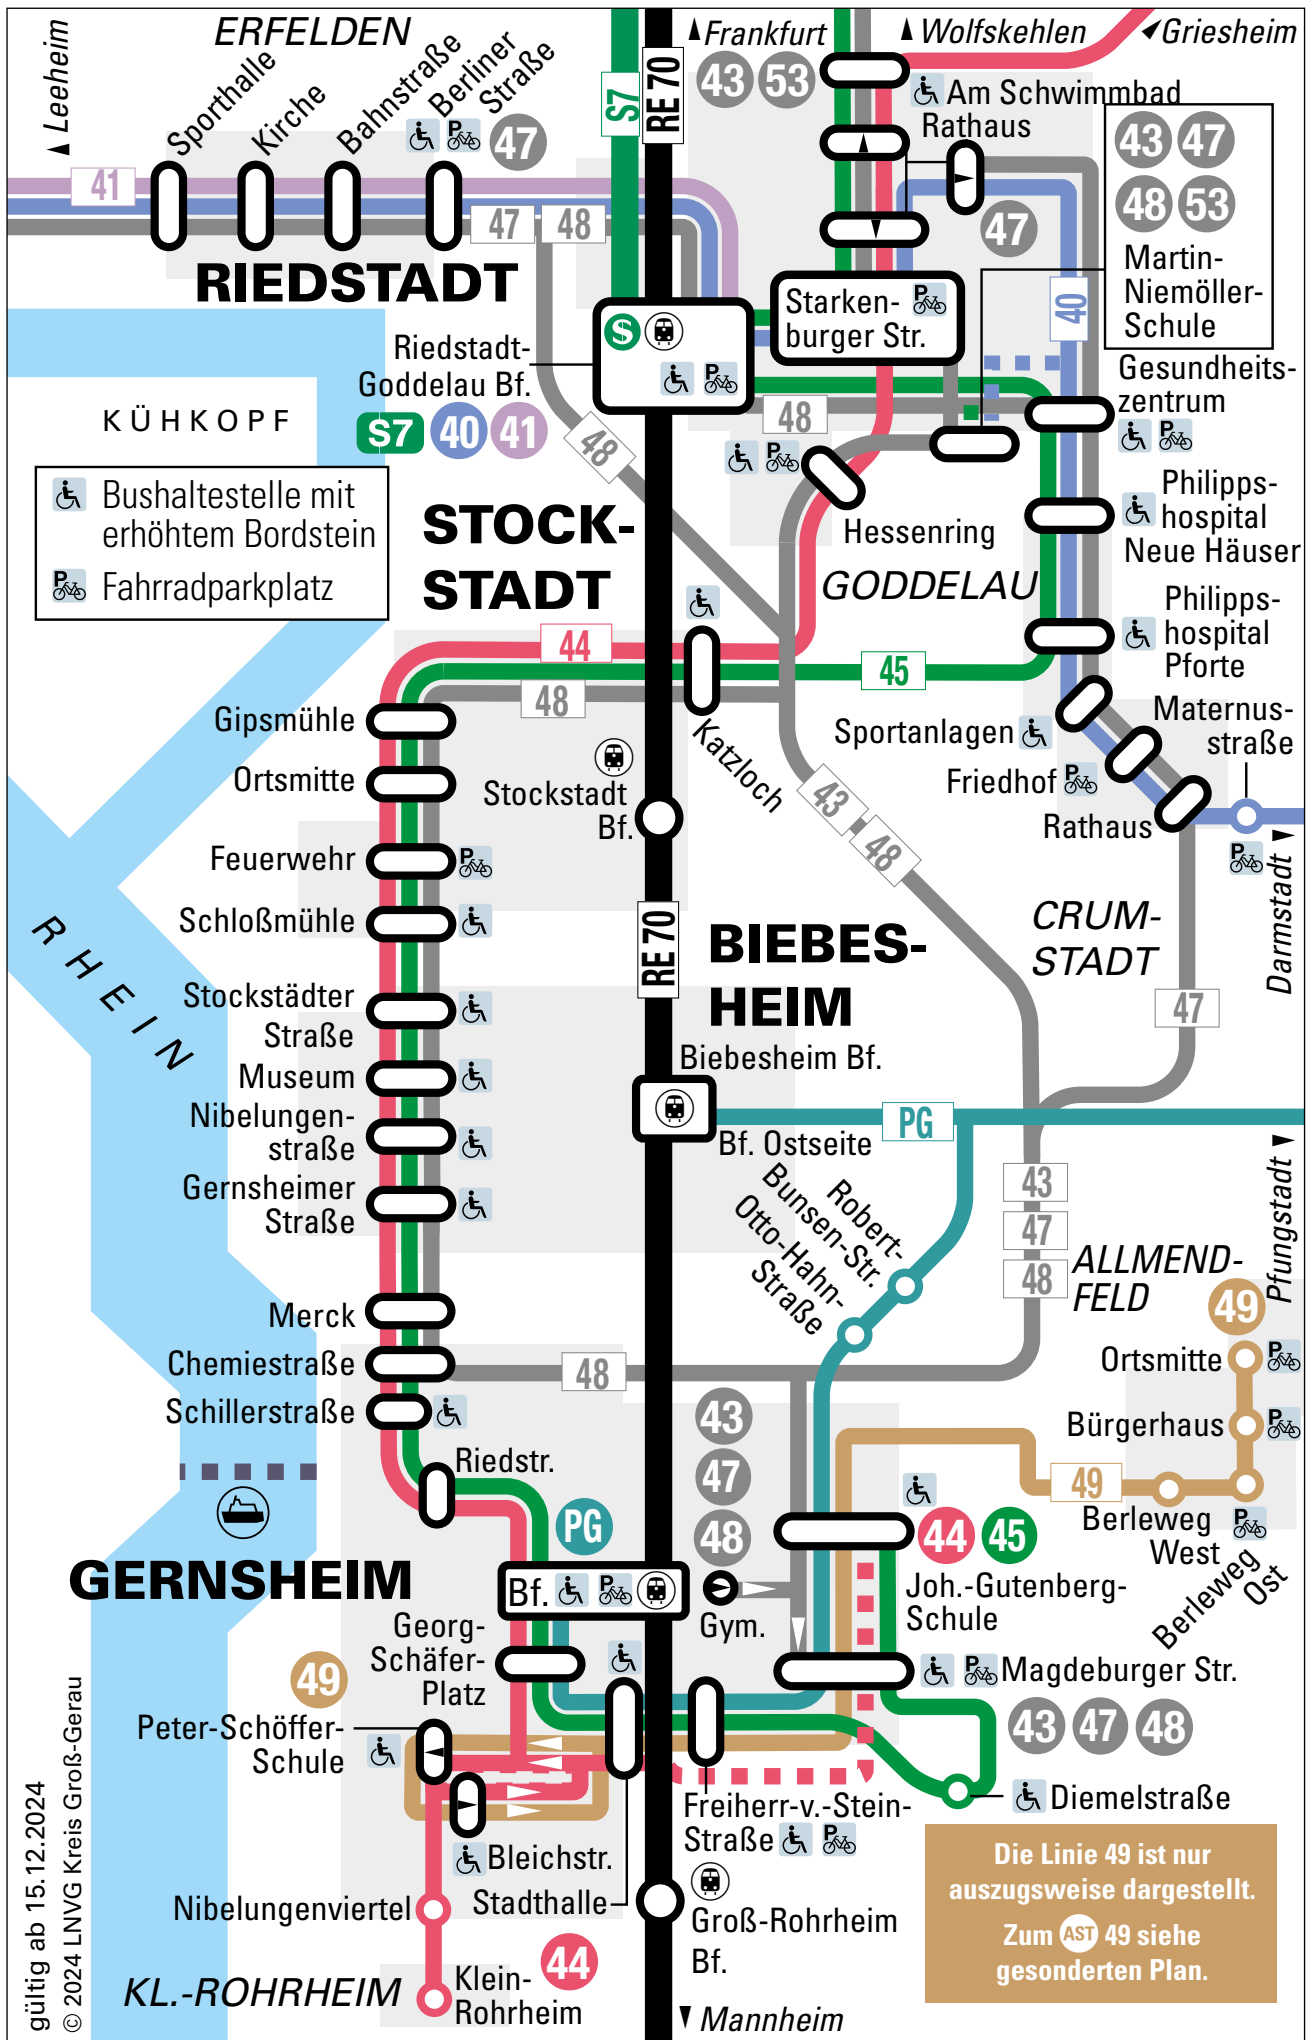 ERFELDEN
▲ Leeheim
Sporthalle
Kirche
Bahnstraße
Berliner
Straße
47
S7
RE 70
▲Frankfurt
43 53
▲Wolfskehlen
Griesheim
Am Schwimmbad
Rathaus
47
43 47
48 53
Martin-
Niemöller-
Schule
41
47
48
RIEDSTADT
Starken-
burger Str.
40
Riedstadt-
Goddelau Bf.
S7 40 41
S
KÜHKOPF
48
48
Gesundheits-
zentrum
Bushaltestelle mit
erhöhtem Bordstein
Fahrradparkplatz
STOCK-
STADT
Hessenring
GODDELAU
Philipps-
hospital
Neue Häuser
Philipps-
hospital
Pforte
44
45
48
Gipsmühle
Ortsmitte
Feuerwehr
Schloßmühle
Katzloch
Stockstadt
Bf.
Sportanlagen
Friedhof
Rathaus
Maternus-
straße
Darmstadt ▼
43
48
RHEIN
RE 70
BIEBES-
HEIM
CRUM-
STADT
47
Stockstädter
Straße
Museum
Nibelungen-
straße
Gernsheimer
Straße
Biebesheim Bf.
Bf. Ostseite
PG
Pfungstadt ▼
Robert-
Bunsen-Str.
Otto-Hahn-
Straße
43
47
48
ALLMEND-
FELD
49
Ortsmitte
Bürgerhaus
Merck
Chemiestraße
Schillerstraße
48
Riedstr.
43
47
48
49
Berleweg
West
Berleweg
Ost
PG
44 45
Joh.-Gutenberg-
Schule
GERNSHEIM
Bf.
Gym.
Georg-
Schäfer-
Platz
49
Magdeburger Str.
43 47 48
Peter-Schöffer-
Schule
Freiherr-v.-Stein-
Straße
Diemelstraße
Bleichstr.
Stadthalle
Nibelungenviertel
Groß-Rohrheim
Bf.
44
Klein-
Rohrheim
KL.-ROHRHEIM
▼ Mannheim
Die Linie 49 ist nur
auszugsweise dargestellt.
Zum AST 49 siehe
gesonderten Plan.
gültig ab 15.12.2024
© 2024 LNVG Kreis Groß-Gerau